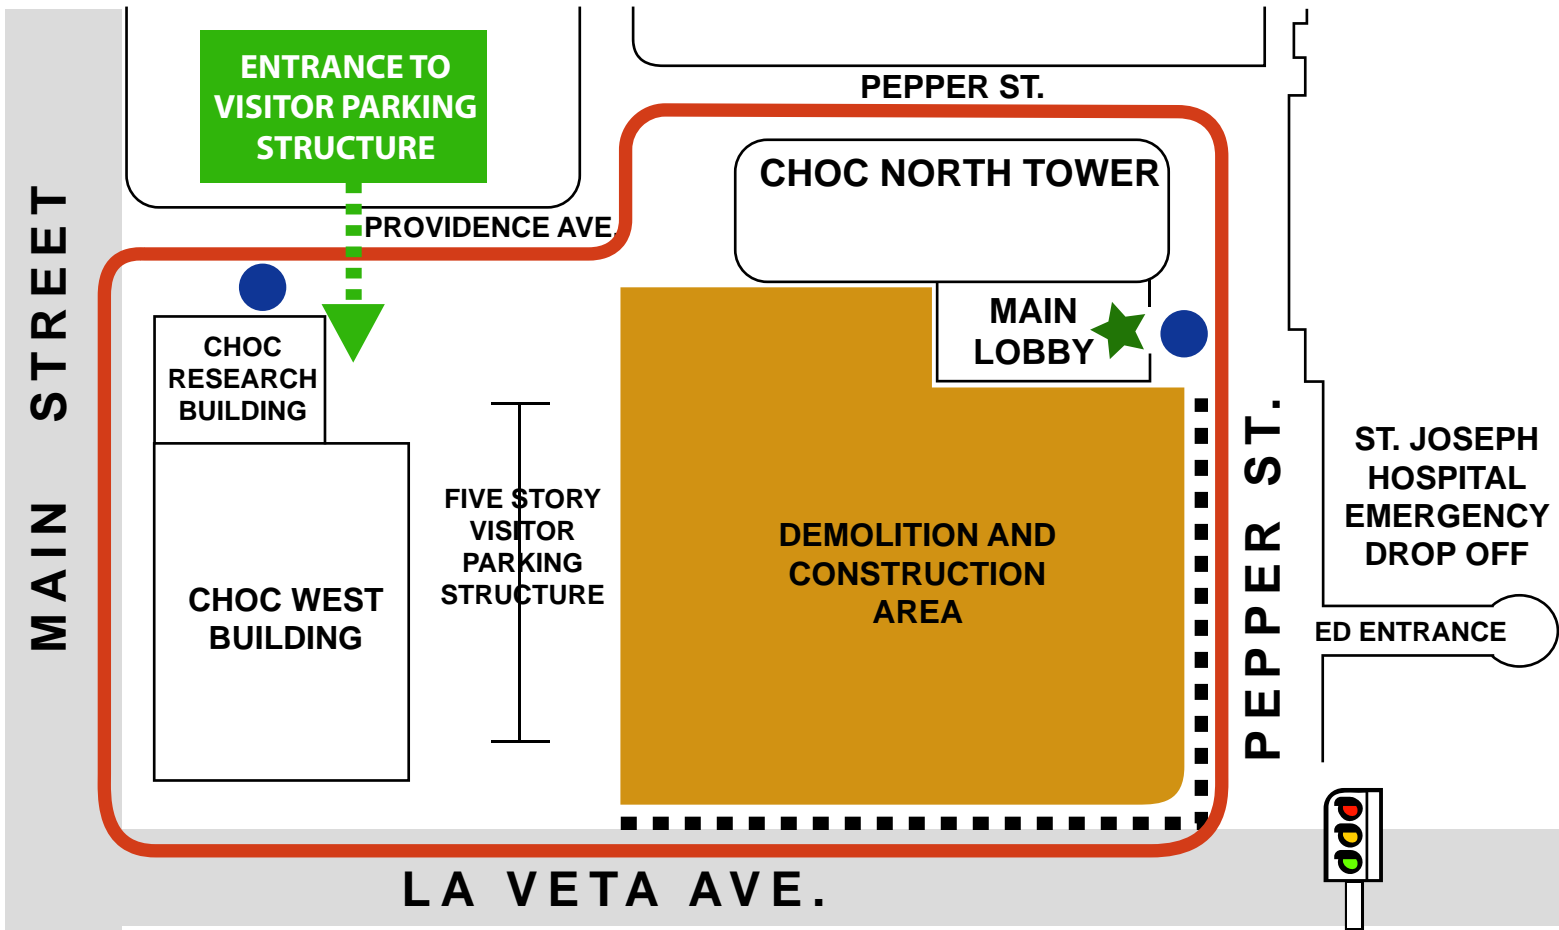 ENTRANCE TO
VISITOR PARKING
STRUCTURE
PEPPER ST.
CHOC NORTH TOWER
PROVIDENCE AVE.
MAIN STREET
MAIN
LOBBY
CHOC
RESEARCH
BUILDING
FIVE STORY
VISITOR
PARKING
STRUCTURE
CHOC WEST
BUILDING
DEMOLITION AND
CONSTRUCTION
AREA
PEPPER ST.
ST. JOSEPH
HOSPITAL
EMERGENCY
DROP OFF
ED ENTRANCE
LA VETA AVE.